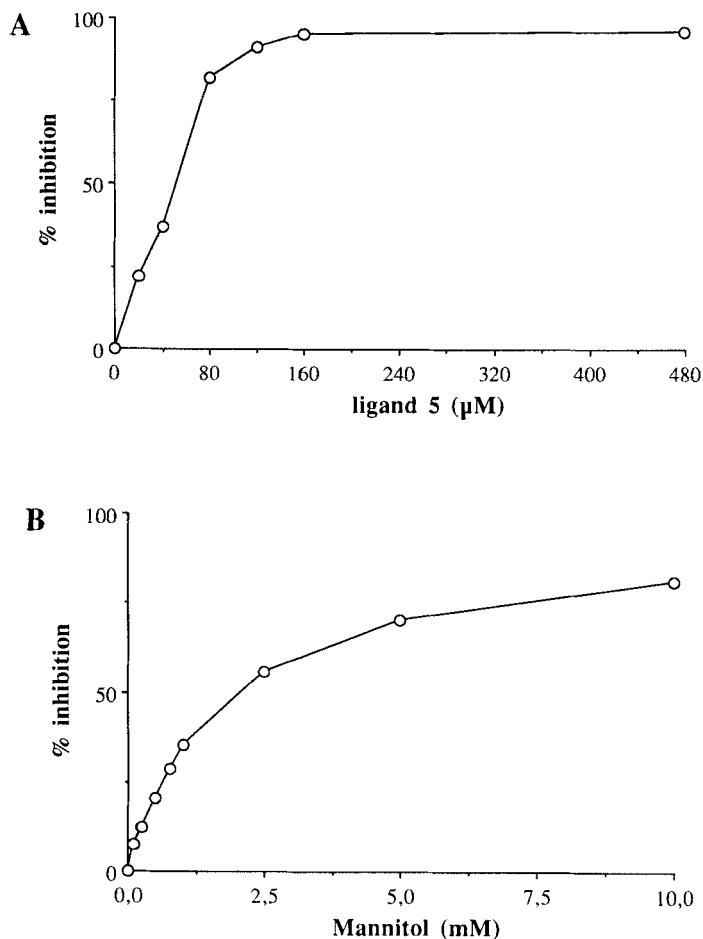 A
100
50
0
% inhibition
0 80 160 240 320 400 480
ligand 5 (µM)
B
100
50
0
% inhibition
0,0 2,5 5,0 7,5 10,0
Mannitol (mM)